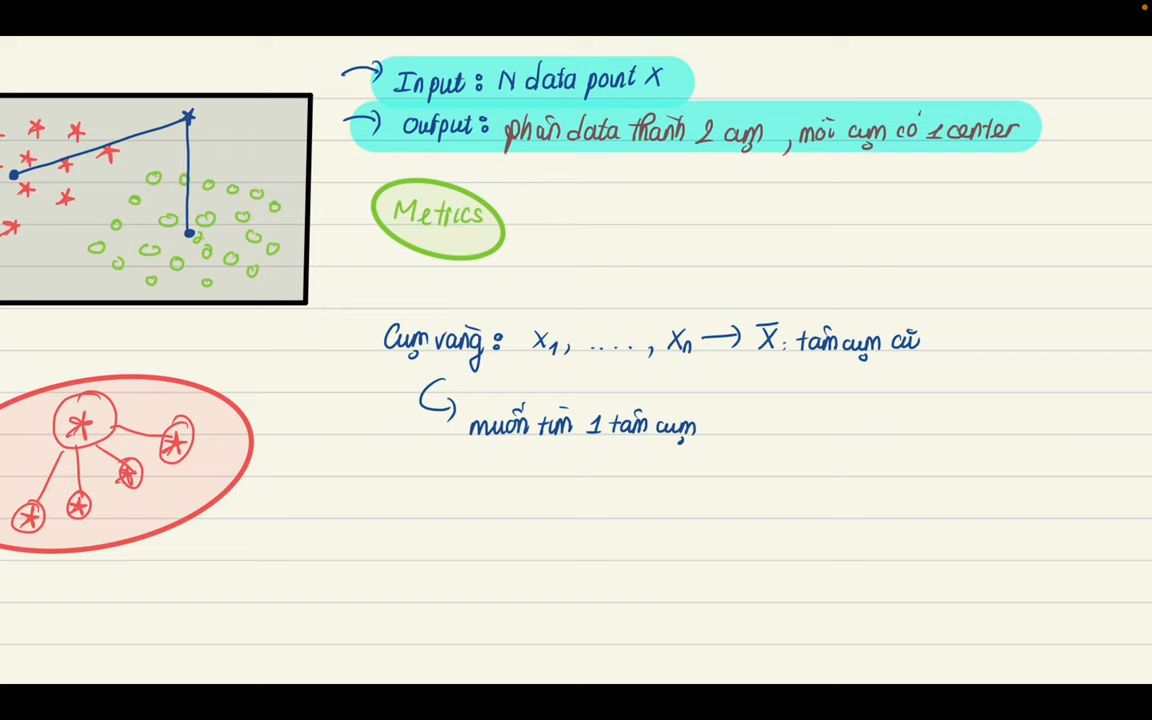 Input: N data point X
Output: phân data thành 2 cụm, mỗi cụm có 1 center
Metrics
Cụm vàng: x1, ...., xn → X̄: tâm cụm cũ
muốn tìm 1 tâm cụm